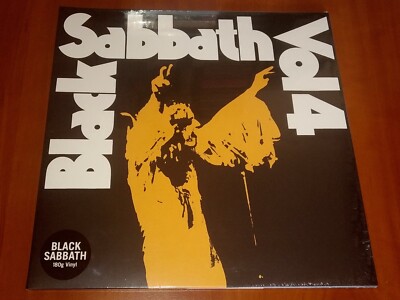 Black
Sabbath
Vol 4
BLACK
SABBATH
180g Vinyl